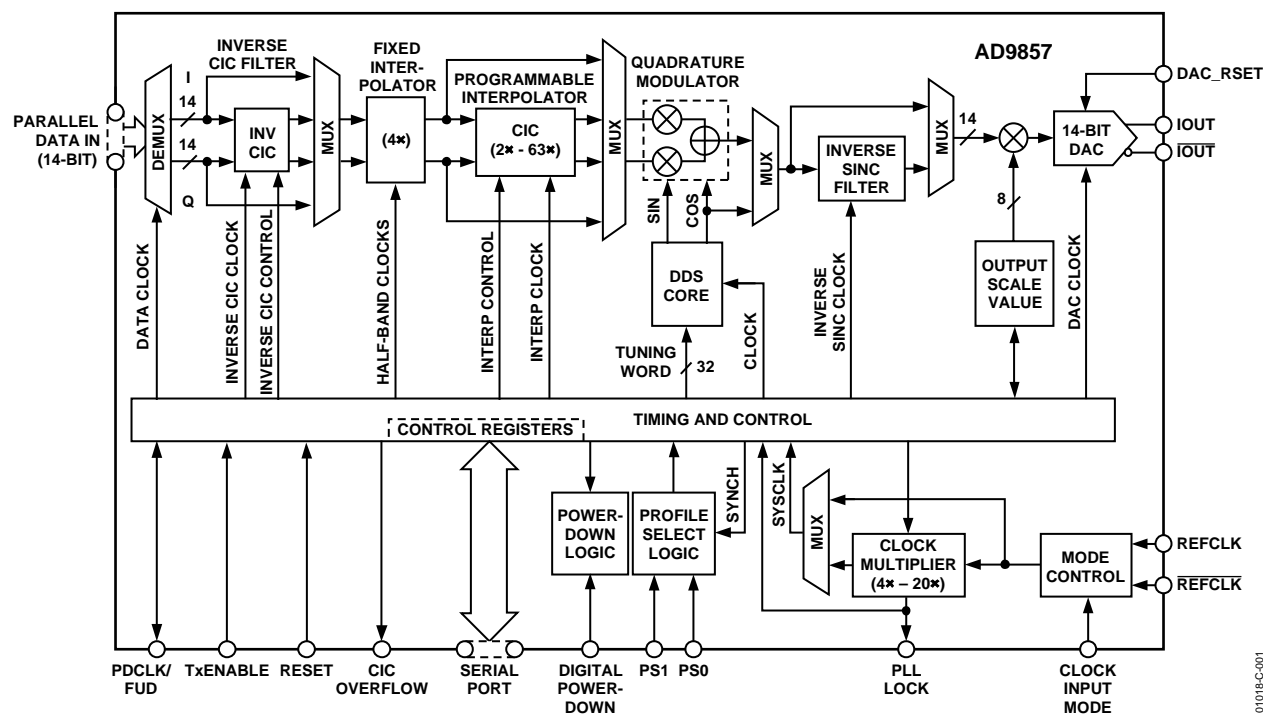 AD9857
INVERSE
CIC FILTER
FIXED
INTER-
POLATOR
PROGRAMMABLE
INTERPOLATOR
QUADRATURE
MODULATOR
DAC_RSET
PARALLEL
DATA IN
(14-BIT)
DEMUX
I
14
14
Q
INV
CIC
MUX
(4×)
CIC
(2× - 63×)
MUX
MUX
INVERSE
SINC
FILTER
MUX
14
14-BIT
DAC
IOUT
IOUT
8
SIN
COS
DDS
CORE
OUTPUT
SCALE
VALUE
DATA CLOCK
INVERSE CIC CLOCK
INVERSE CIC CONTROL
HALF-BAND CLOCKS
INTERP CONTROL
INTERP CLOCK
TUNING
WORD
32
CLOCK
INVERSE
SINC CLOCK
DAC CLOCK
TIMING AND CONTROL
CONTROL REGISTERS
POWER-
DOWN
LOGIC
PROFILE
SELECT
LOGIC
SYNCH
SYSCLK
MUX
CLOCK
MULTIPLIER
(4× – 20×)
MODE
CONTROL
REFCLK
REFCLK
PDCLK/
FUD
TxENABLE
RESET
CIC
OVERFLOW
SERIAL
PORT
DIGITAL
POWER-
DOWN
PS1
PS0
PLL
LOCK
CLOCK
INPUT
MODE
01018-C-001